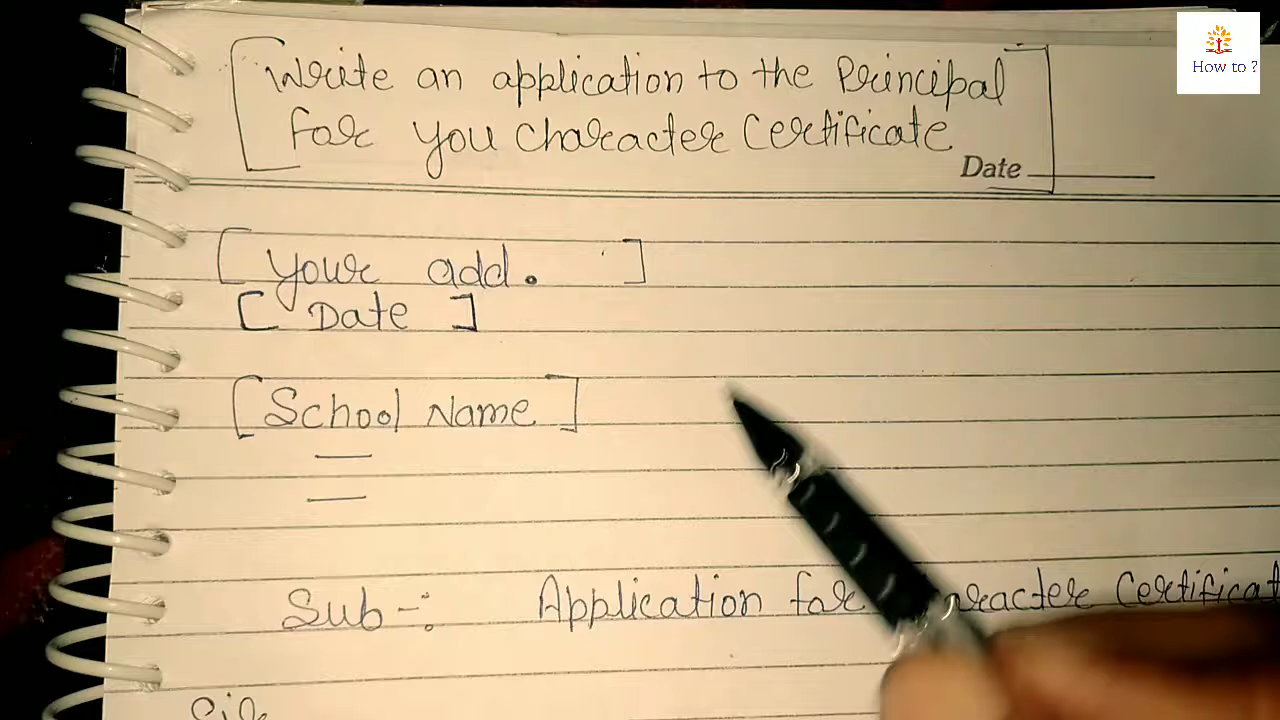 How to ?
Write an application to the Principal
for you character Certificate
Date
[ Your add. ]
[ Date ]
[School Name]
Sub-: Application for Certificat